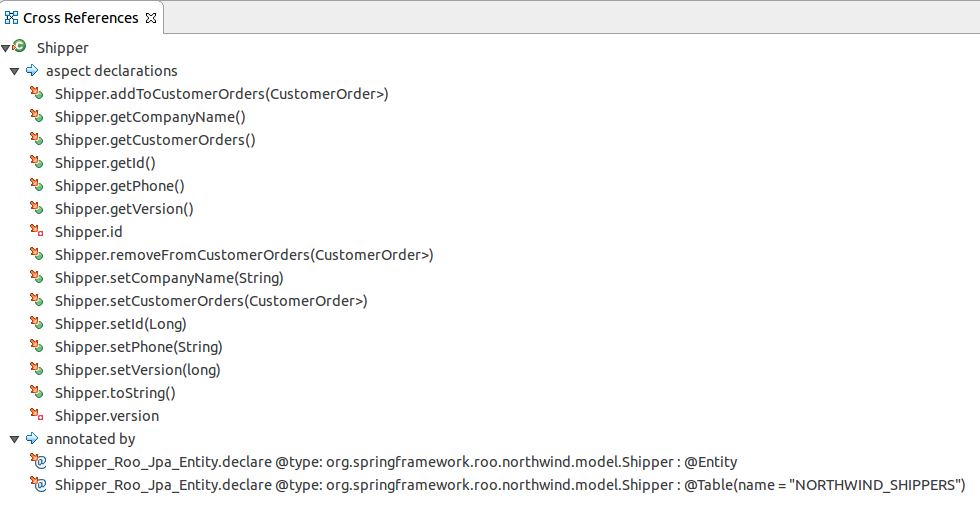 Cross References
Shipper
aspect declarations
Shipper.addToCustomerOrders(CustomerOrder>)
Shipper.getCompanyName()
Shipper.getCustomerOrders()
Shipper.getId()
Shipper.getPhone()
Shipper.getVersion()
Shipper.id
Shipper.removeFromCustomerOrders(CustomerOrder>)
Shipper.setCompanyName(String)
Shipper.setCustomerOrders(CustomerOrder>)
Shipper.setId(Long)
Shipper.setPhone(String)
Shipper.setVersion(long)
Shipper.toString()
Shipper.version
annotated by
Shipper_Roo_Jpa_Entity.declare @type: org.springframework.roo.northwind.model.Shipper : @Entity
Shipper_Roo_Jpa_Entity.declare @type: org.springframework.roo.northwind.model.Shipper : @Table(name = "NORTHWIND_SHIPPERS")